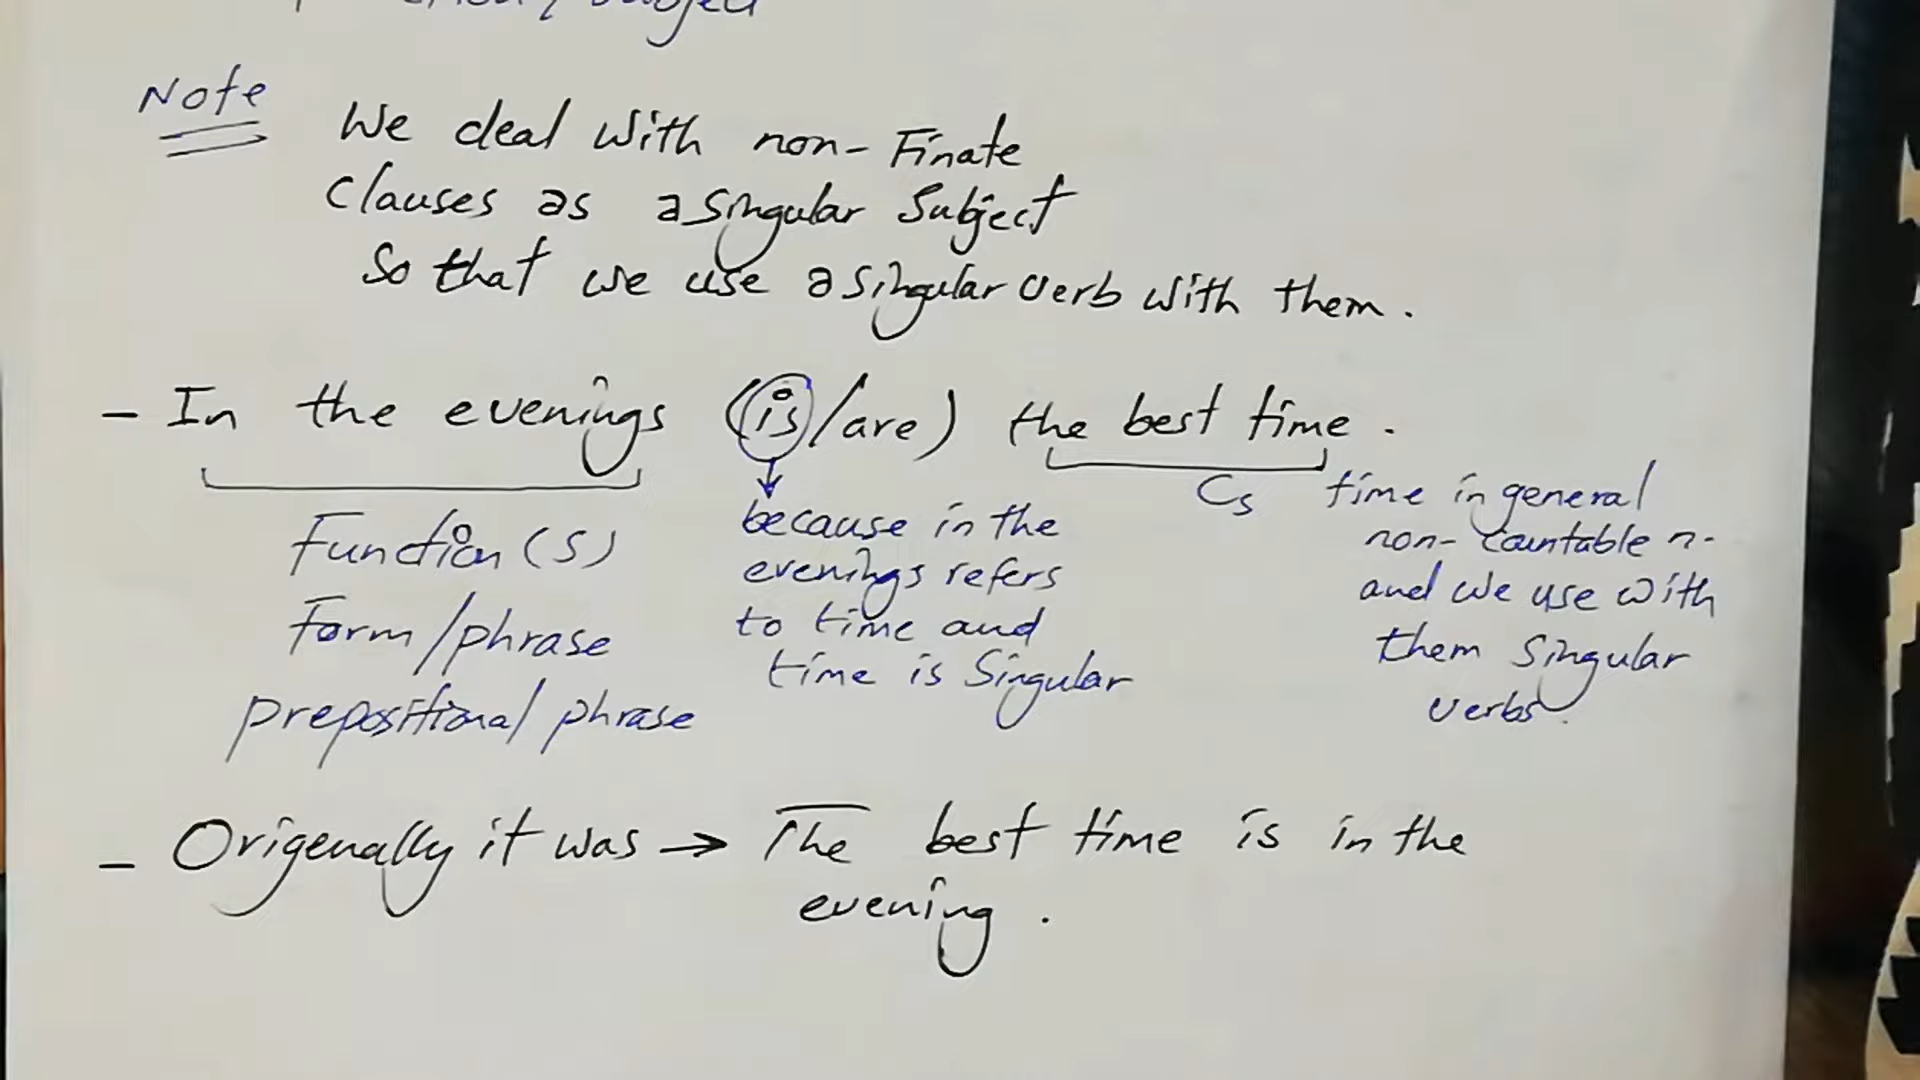 Subject
Note
We deal with non-Finate
Clauses as a singular Subject
So that we use a singular verb with them.
- In the evenings (is/are) the best time.
Function (S)
Form/phrase
prepositional phrase
because in the
evenings refers
to time and
time is Singular
Cs
time in general
non-countable n.
and we use with
them singular
verbs.
- Origenally it was → The best time is in the
evening.